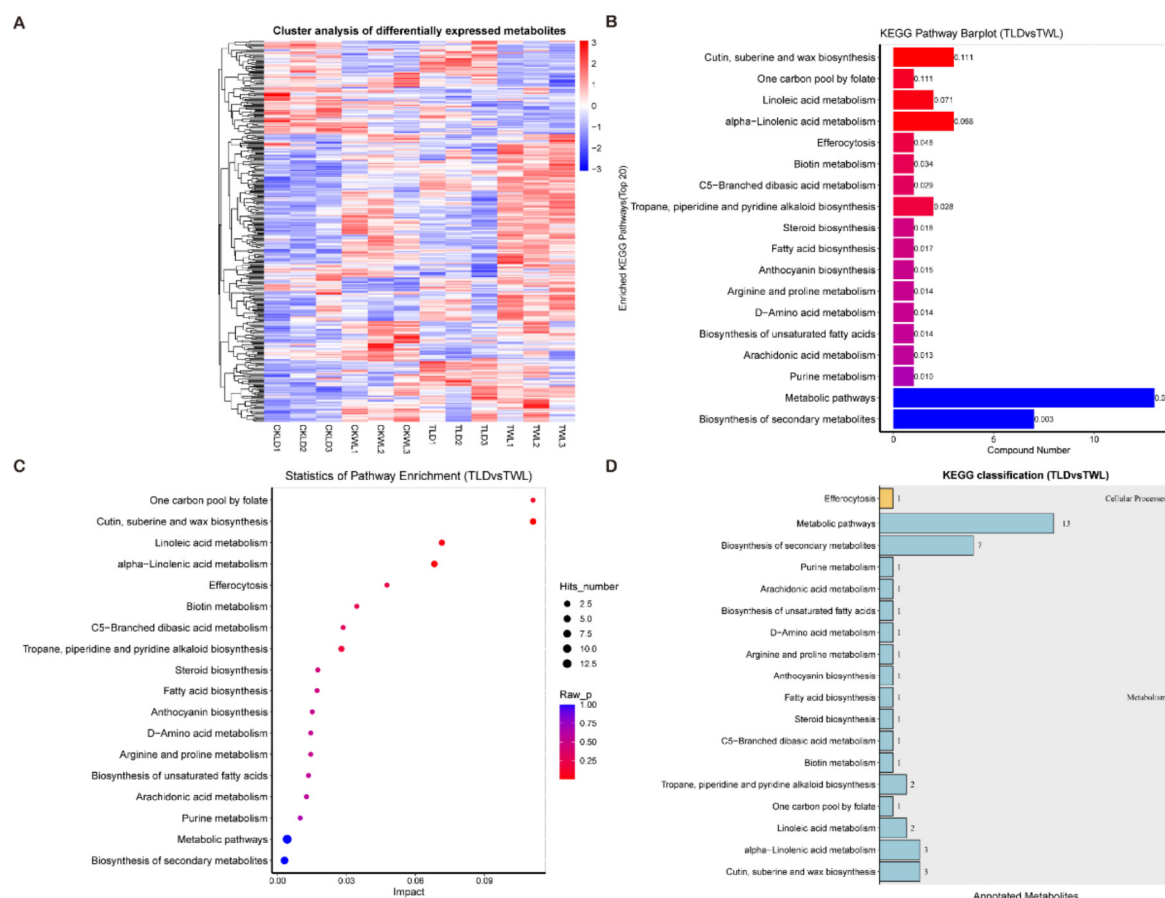 A
Cluster analysis of differentially expressed metabolites
3
2
1
0
−1
−2
−3
CKLD1
CKLD2
CKLD3
CKWL1
CKWL2
CKWL3
TLD1
TLD2
TLD3
TWL1
TWL2
TWL3
B
KEGG Pathway Barplot (TLDvsTWL)
Enriched KEGG Pathways(Top 20)
Cutin, suberine and wax biosynthesis 0.111
One carbon pool by folate 0.111
Linoleic acid metabolism 0.071
alpha−Linolenic acid metabolism 0.068
Efferocytosis 0.048
Biotin metabolism 0.034
C5−Branched dibasic acid metabolism 0.029
Tropane, piperidine and pyridine alkaloid biosynthesis 0.028
Steroid biosynthesis 0.018
Fatty acid biosynthesis 0.017
Anthocyanin biosynthesis 0.015
Arginine and proline metabolism 0.014
D−Amino acid metabolism 0.014
Biosynthesis of unsaturated fatty acids 0.014
Arachidonic acid metabolism 0.013
Purine metabolism 0.010
Metabolic pathways
Biosynthesis of secondary metabolites 0.003
0 5 10
Compound Number
C
Statistics of Pathway Enrichment (TLDvsTWL)
One carbon pool by folate
Cutin, suberine and wax biosynthesis
Linoleic acid metabolism
alpha−Linolenic acid metabolism
Efferocytosis
Biotin metabolism
C5−Branched dibasic acid metabolism
Tropane, piperidine and pyridine alkaloid biosynthesis
Steroid biosynthesis
Fatty acid biosynthesis
Anthocyanin biosynthesis
D−Amino acid metabolism
Arginine and proline metabolism
Biosynthesis of unsaturated fatty acids
Arachidonic acid metabolism
Purine metabolism
Metabolic pathways
Biosynthesis of secondary metabolites
0.00 0.03 0.06 0.09
Impact
Hits_number
2.5
5.0
7.5
10.0
12.5
Raw_p
1.00
0.75
0.50
0.25
D
KEGG classification (TLDvsTWL)
Efferocytosis 1 Cellular Processes
Metabolic pathways 13
Biosynthesis of secondary metabolites 7
Purine metabolism 1
Arachidonic acid metabolism 1
Biosynthesis of unsaturated fatty acids 1
D−Amino acid metabolism 1
Arginine and proline metabolism 1
Anthocyanin biosynthesis 1
Fatty acid biosynthesis 1 Metabolism
Steroid biosynthesis 1
C5−Branched dibasic acid metabolism 1
Biotin metabolism 1
Tropane, piperidine and pyridine alkaloid biosynthesis 2
One carbon pool by folate 1
Linoleic acid metabolism 2
alpha−Linolenic acid metabolism 3
Cutin, suberine and wax biosynthesis 3
Annotated Metabolites